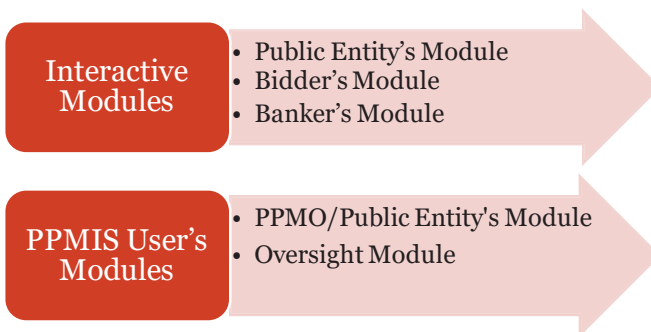 Interactive
Modules
• Public Entity’s Module
• Bidder’s Module
• Banker’s Module
PPMIS User’s
Modules
• PPMO/Public Entity's Module
• Oversight Module